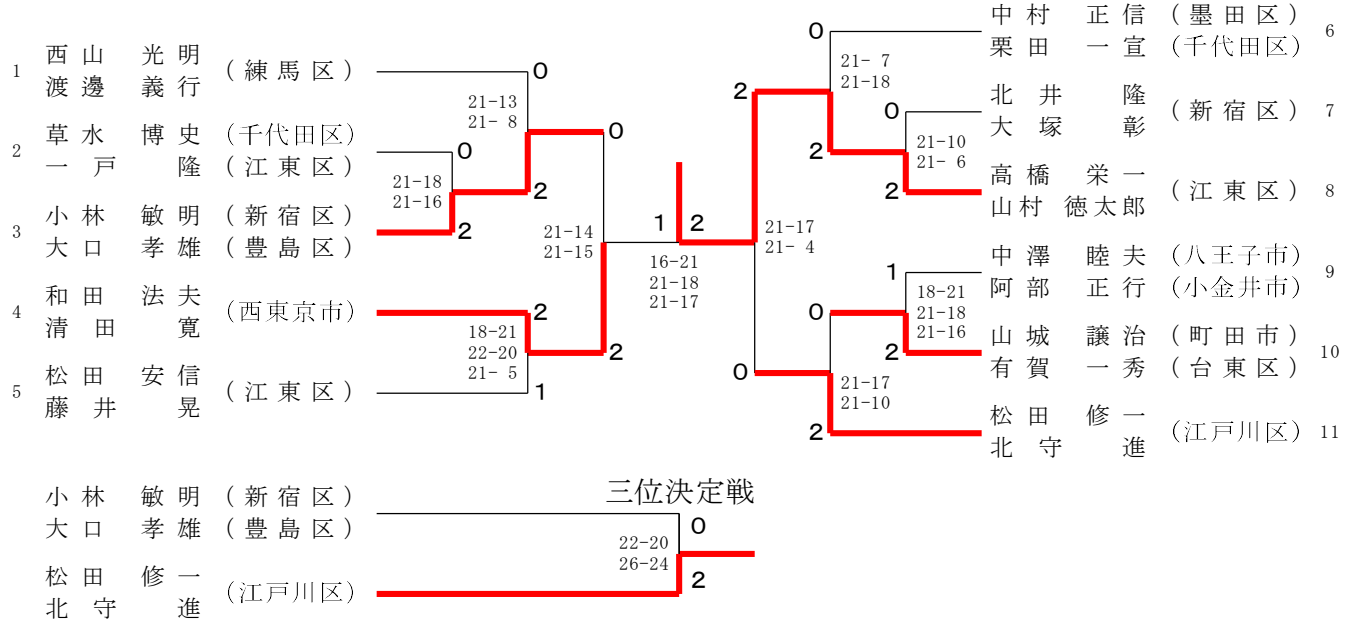 1 西山 光明 (練馬区)
渡邊 義行
0
21-13
21- 8
2 草水 博史 (千代田区)
一戸 隆 (江東区)
0
0
21-18
21-16
2
3 小林 敏明 (新宿区)
大口 孝雄 (豊島区)
2
21-14
21-15
4 和田 法夫 (西東京市)
清田 寛
2
18-21
22-20
21- 5
2
5 松田 安信 (江東区)
藤井 晃
1
1 2
16-21
21-18
21-17
中村 正信 (墨田区) 6
栗田 一宣 (千代田区)
0
21- 7
21-18
2
北井 隆 (新宿区) 7
大塚 彰
0
21-10
21- 6
2
高橋 栄一 (江東区) 8
山村 徳太郎
2
21-17
21- 4
中澤 睦夫 (八王子市) 9
阿部 正行 (小金井市)
1
18-21
21-18
21-16
0
山城 譲治 (町田市) 10
有賀 一秀 (台東区)
2
0
21-17
21-10
松田 修一 (江戸川区) 11
北守 進
2
三位決定戦
小林 敏明 (新宿区)
大口 孝雄 (豊島区)
0
22-20
26-24
松田 修一 (江戸川区)
北守 進
2